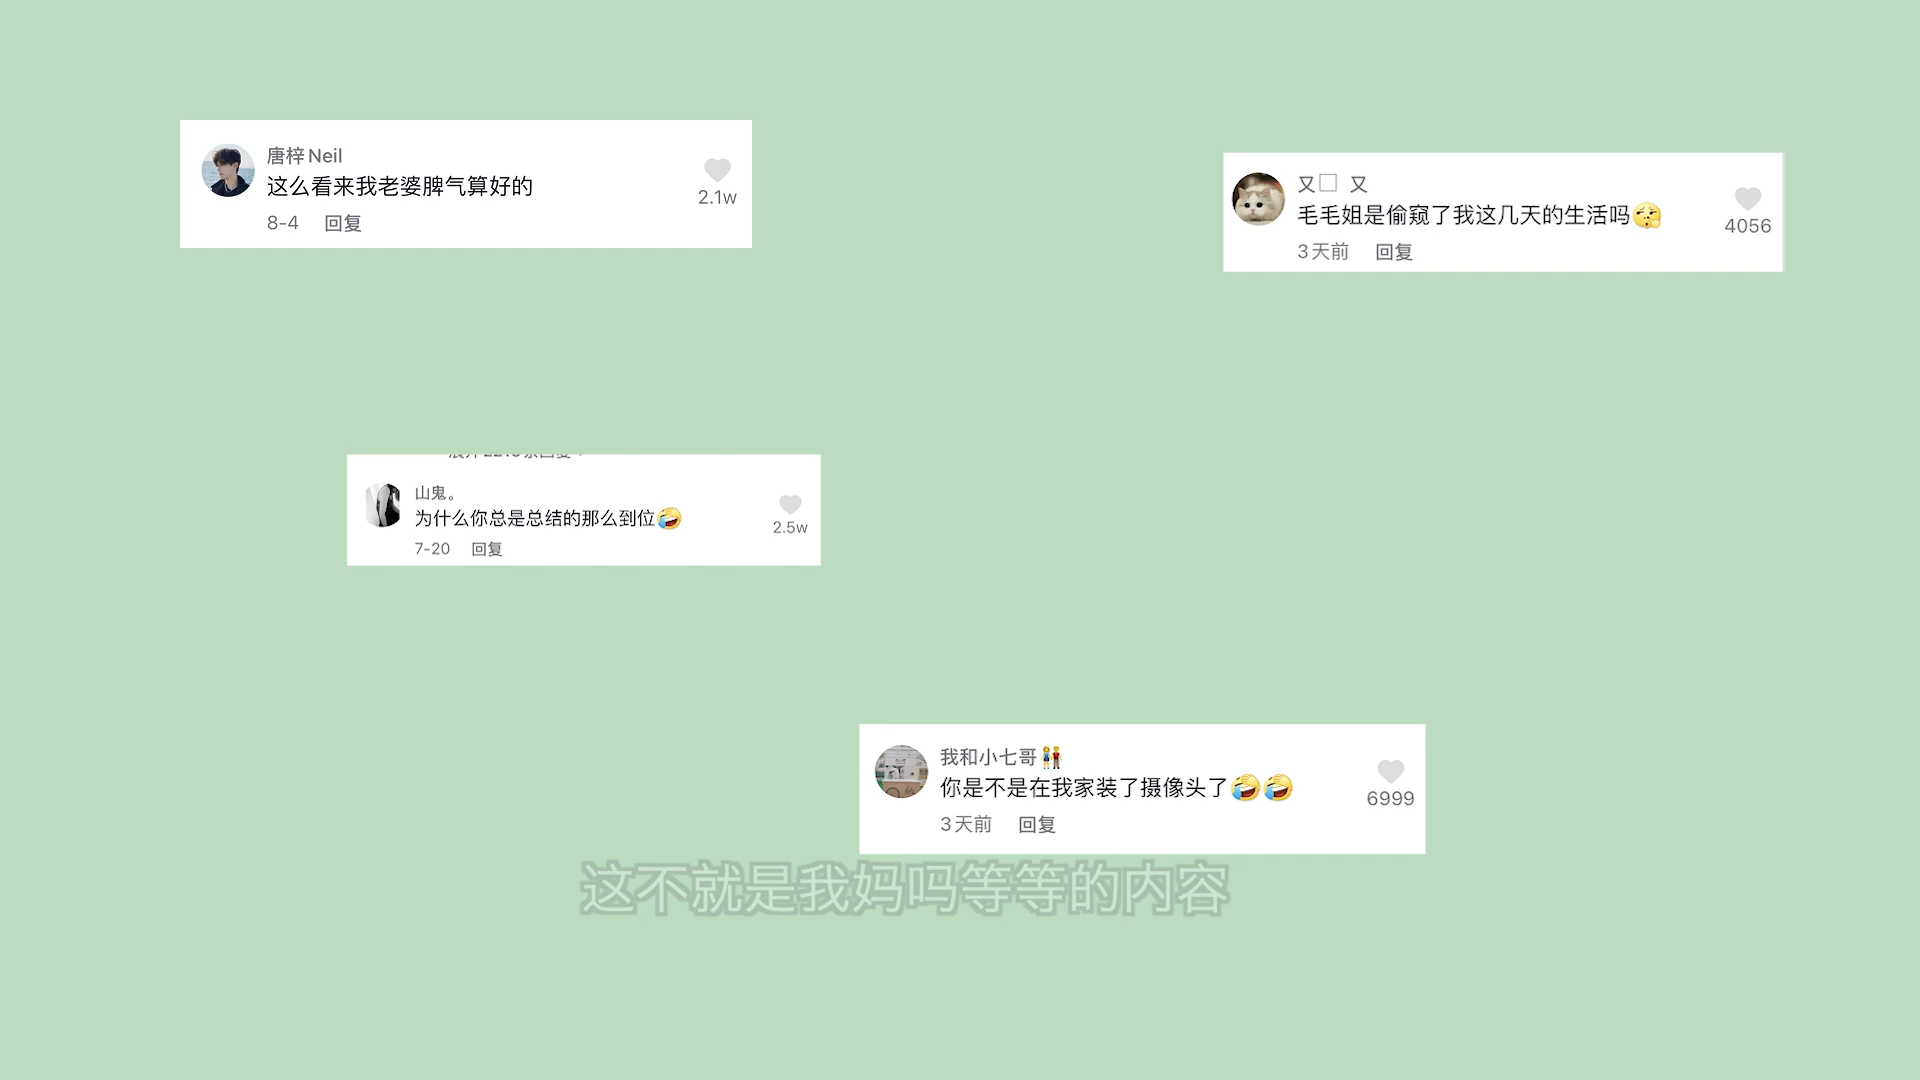 唐梓Neil
这么看来我老婆脾气算好的
8-4 回复
2.1w
又□ 又
毛毛姐是偷窥了我这几天的生活吗🫢
3天前 回复
4056
山鬼。
为什么你总是总结的那么到位🤣
7-20 回复
2.5w
我和小七哥👫
你是不是在我家装了摄像头了🤣🤣
3天前 回复
6999
这不就是我妈吗等等的内容